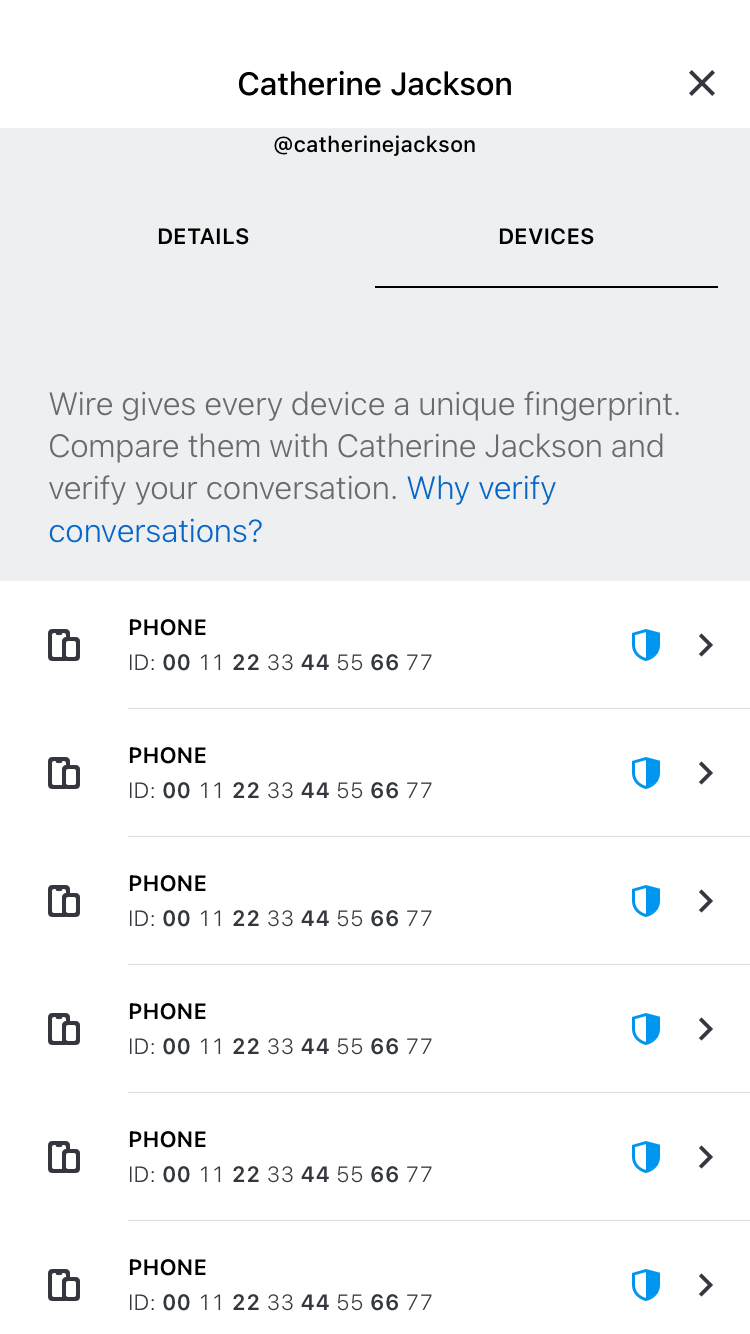 Catherine Jackson
@catherinejackson
DETAILS DEVICES
Wire gives every device a unique fingerprint.
Compare them with Catherine Jackson and
verify your conversation. Why verify
conversations?
PHONE
ID: 00 11 22 33 44 55 66 77
PHONE
ID: 00 11 22 33 44 55 66 77
PHONE
ID: 00 11 22 33 44 55 66 77
PHONE
ID: 00 11 22 33 44 55 66 77
PHONE
ID: 00 11 22 33 44 55 66 77
PHONE
ID: 00 11 22 33 44 55 66 77